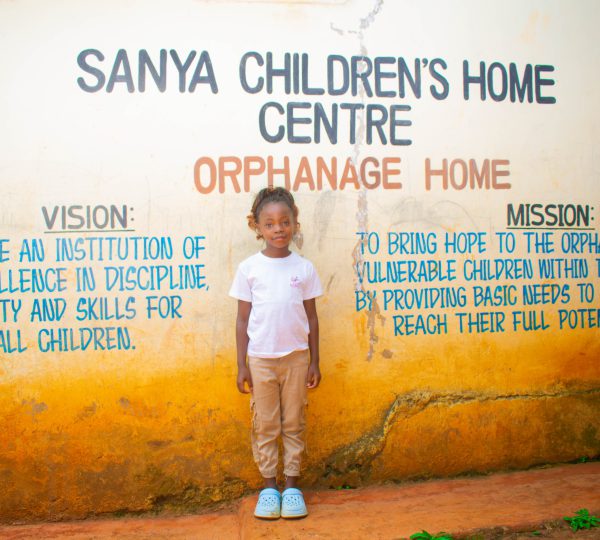 SANYA CHILDREN'S HOME
CENTRE
ORPHANAGE HOME
VISION:
E AN INSTITUTION OF
LLENCE IN DISCIPLINE,
TY AND SKILLS FOR
ALL CHILDREN.
MISSION:
TO BRING HOPE TO THE ORPHA
VULNERABLE CHILDREN WITHIN T
BY PROVIDING BASIC NEEDS TO
REACH THEIR FULL POTEN